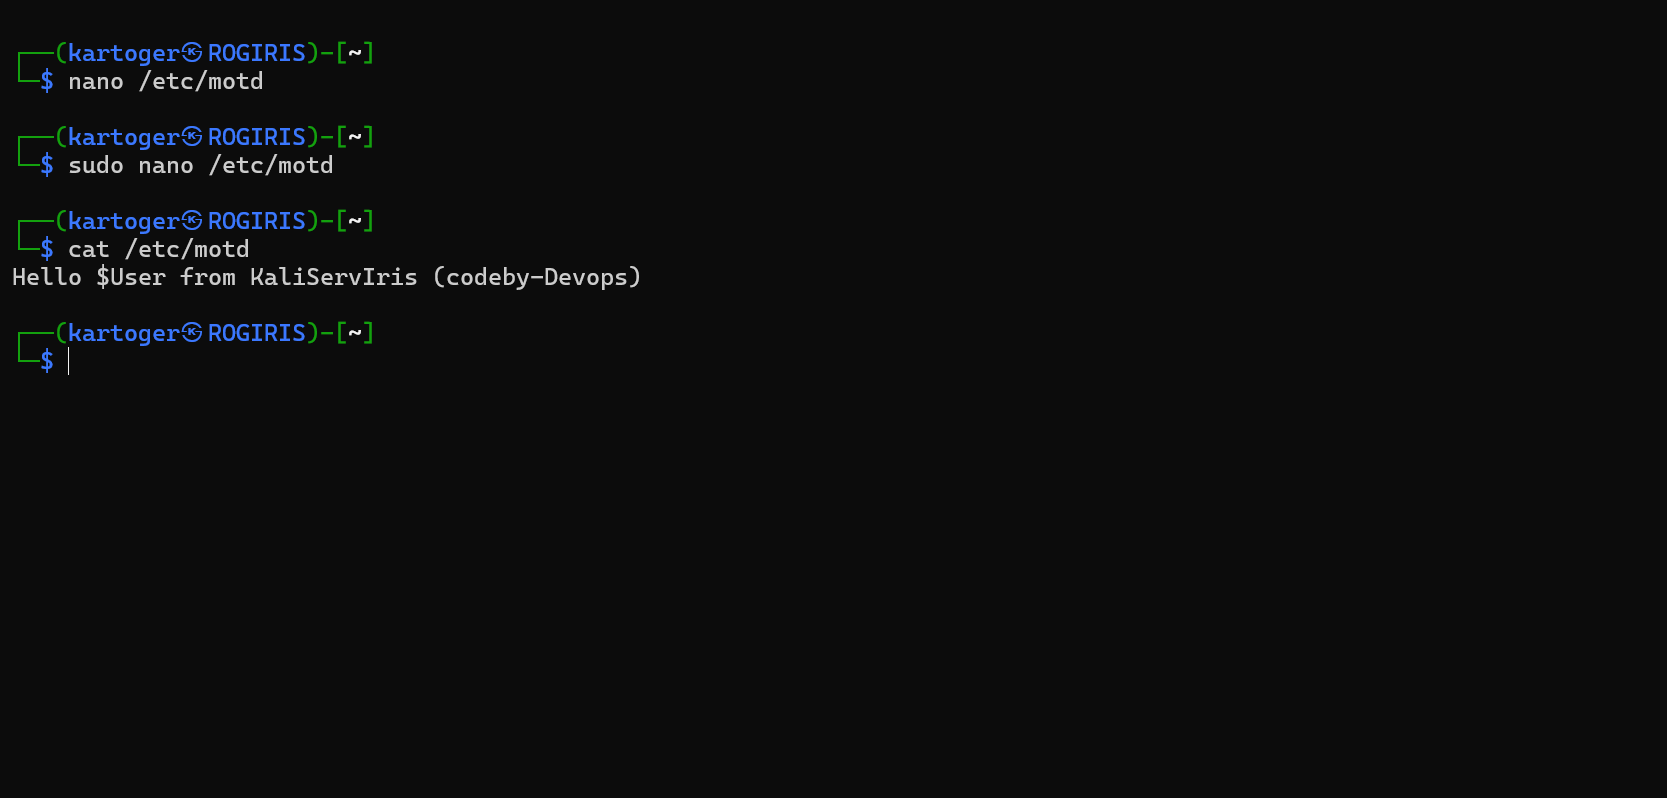 ┌──(kartoger㉿ROGIRIS)-[~]
└─$ nano /etc/motd
┌──(kartoger㉿ROGIRIS)-[~]
└─$ sudo nano /etc/motd
┌──(kartoger㉿ROGIRIS)-[~]
└─$ cat /etc/motd
Hello $User from KaliServIris (codeby-Devops)
┌──(kartoger㉿ROGIRIS)-[~]
└─$